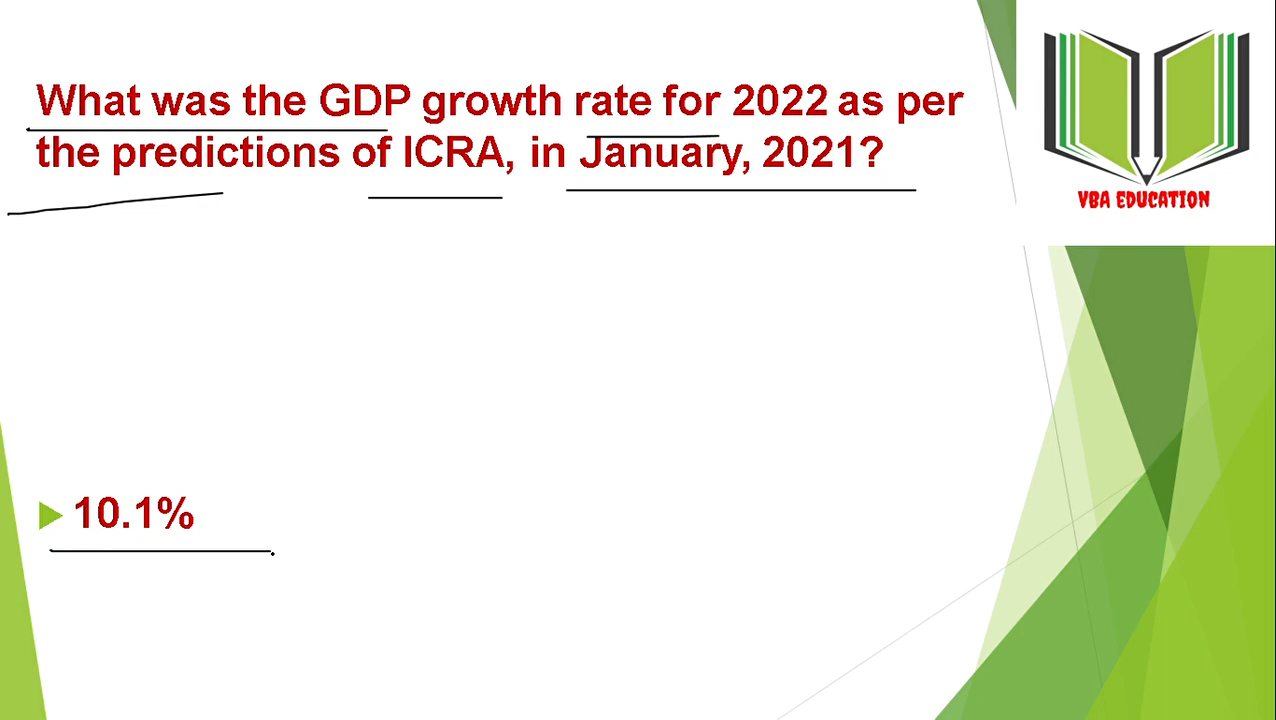 What was the GDP growth rate for 2022 as per
the predictions of ICRA, in January, 2021?
VBA EDUCATION
10.1%